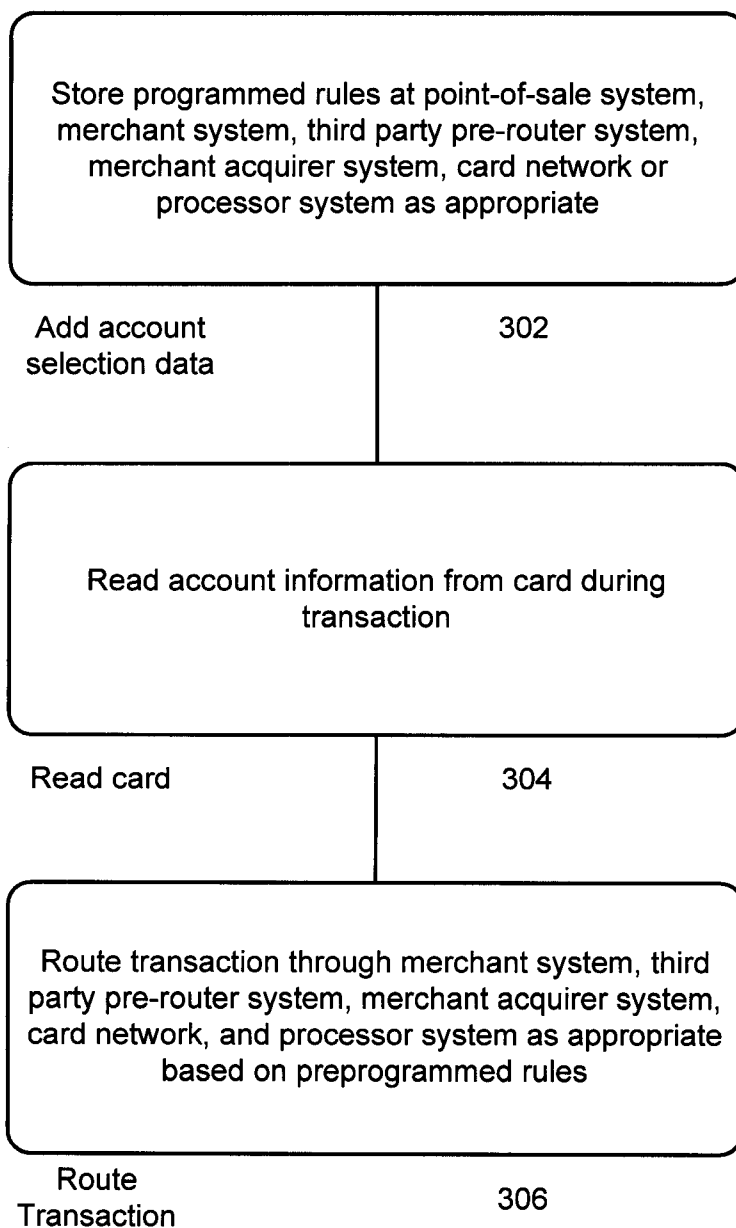 Store programmed rules at point-of-sale system,
merchant system, third party pre-router system,
merchant acquirer system, card network or
processor system as appropriate
Add account
selection data
302
Read account information from card during
transaction
Read card
304
Route transaction through merchant system, third
party pre-router system, merchant acquirer system,
card network, and processor system as appropriate
based on preprogrammed rules
Route
Transaction
306